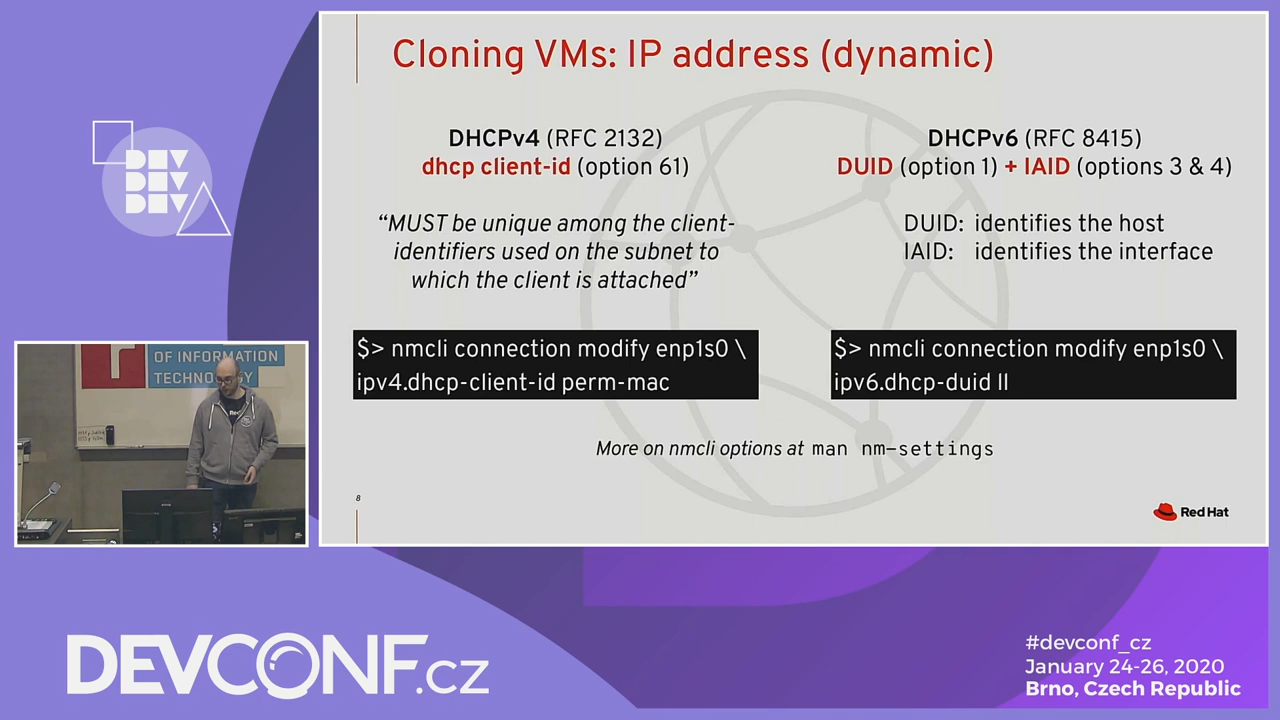 Cloning VMs: IP address (dynamic)
DHCPv4 (RFC 2132)
dhcp client-id (option 61)
“MUST be unique among the client-
identifiers used on the subnet to
which the client is attached”
$> nmcli connection modify enp1s0 \
ipv4.dhcp-client-id perm-mac
DHCPv6 (RFC 8415)
DUID (option 1) + IAID (options 3 & 4)
DUID: identifies the host
IAID: identifies the interface
$> nmcli connection modify enp1s0 \
ipv6.dhcp-duid ll
More on nmcli options at man nm-settings
8
Red Hat
DEV
DEV
DEV
OF INFORMATION
TECHNOLOGY
Red
DEVCONF.cz
#devconf_cz
January 24-26, 2020
Brno, Czech Republic